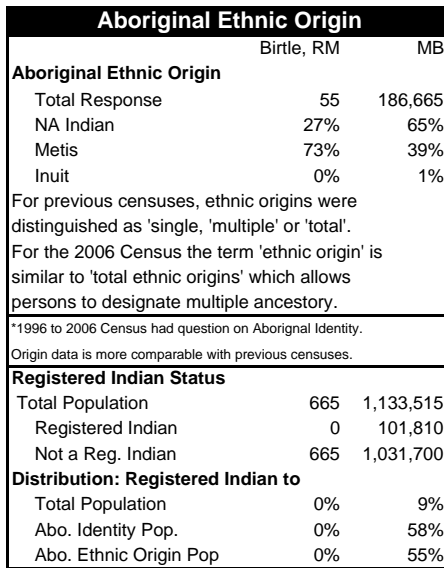 Aboriginal Ethnic Origin
Birtle, RM MB
Aboriginal Ethnic Origin
Total Response 55 186,665
NA Indian 27% 65%
Metis 73% 39%
Inuit 0% 1%
For previous censuses, ethnic origins were
distinguished as 'single, 'multiple' or 'total'.
For the 2006 Census the term 'ethnic origin' is
similar to 'total ethnic origins' which allows
persons to designate multiple ancestory.
*1996 to 2006 Census had question on Aborignal Identity.
Origin data is more comparable with previous censuses.
Registered Indian Status
Total Population 665 1,133,515
Registered Indian 0 101,810
Not a Reg. Indian 665 1,031,700
Distribution: Registered Indian to
Total Population 0% 9%
Abo. Identity Pop. 0% 58%
Abo. Ethnic Origin Pop 0% 55%